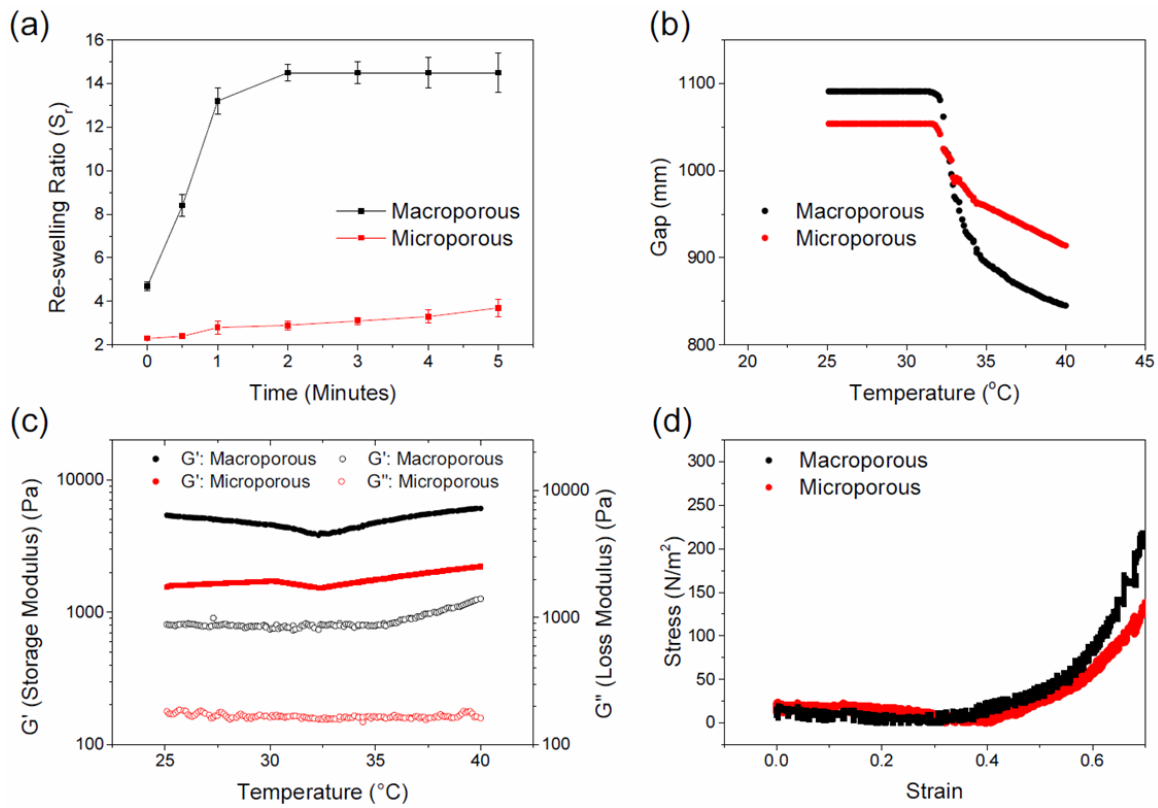 (a)
16
14
12
10
8
6
4
2
Re-swelling Ratio (Sr)
Macroporous
Microporous
0 1 2 3 4 5
Time (Minutes)
(b)
1100
1000
900
800
Gap (mm)
Macroporous
Microporous
20 25 30 35 40 45
Temperature (°C)
(c)
G': Macroporous G': Macroporous
G': Microporous G": Microporous
10000
1000
100
G' (Storage Modulus) (Pa)
10000
1000
100
G" (Loss Modulus) (Pa)
25 30 35 40
Temperature (°C)
(d)
Macroporous
Microporous
300
250
200
150
100
50
0
Stress (N/m²)
0.0 0.2 0.4 0.6
Strain